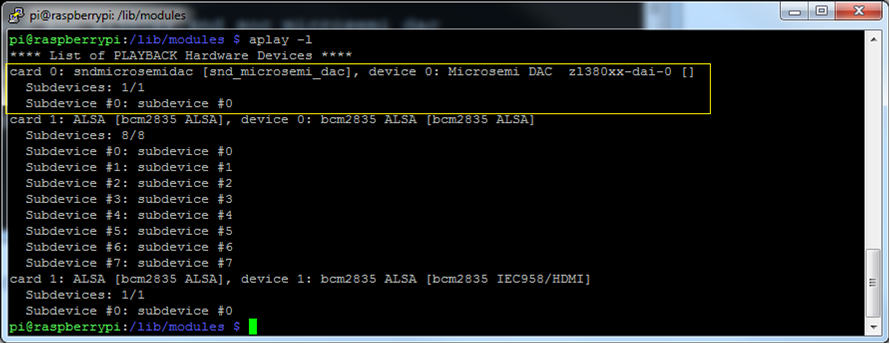 pi@raspberrypi: /lib/modules
pi@raspberrypi:/lib/modules $ aplay -l
**** List of PLAYBACK Hardware Devices ****
card 0: sndmicrosemidac [snd_microsemi_dac], device 0: Microsemi DAC  zl380xx-dai-0 []
  Subdevices: 1/1
  Subdevice #0: subdevice #0
card 1: ALSA [bcm2835 ALSA], device 0: bcm2835 ALSA [bcm2835 ALSA]
  Subdevices: 8/8
  Subdevice #0: subdevice #0
  Subdevice #1: subdevice #1
  Subdevice #2: subdevice #2
  Subdevice #3: subdevice #3
  Subdevice #4: subdevice #4
  Subdevice #5: subdevice #5
  Subdevice #6: subdevice #6
  Subdevice #7: subdevice #7
card 1: ALSA [bcm2835 ALSA], device 1: bcm2835 ALSA [bcm2835 IEC958/HDMI]
  Subdevices: 1/1
  Subdevice #0: subdevice #0
pi@raspberrypi:/lib/modules $